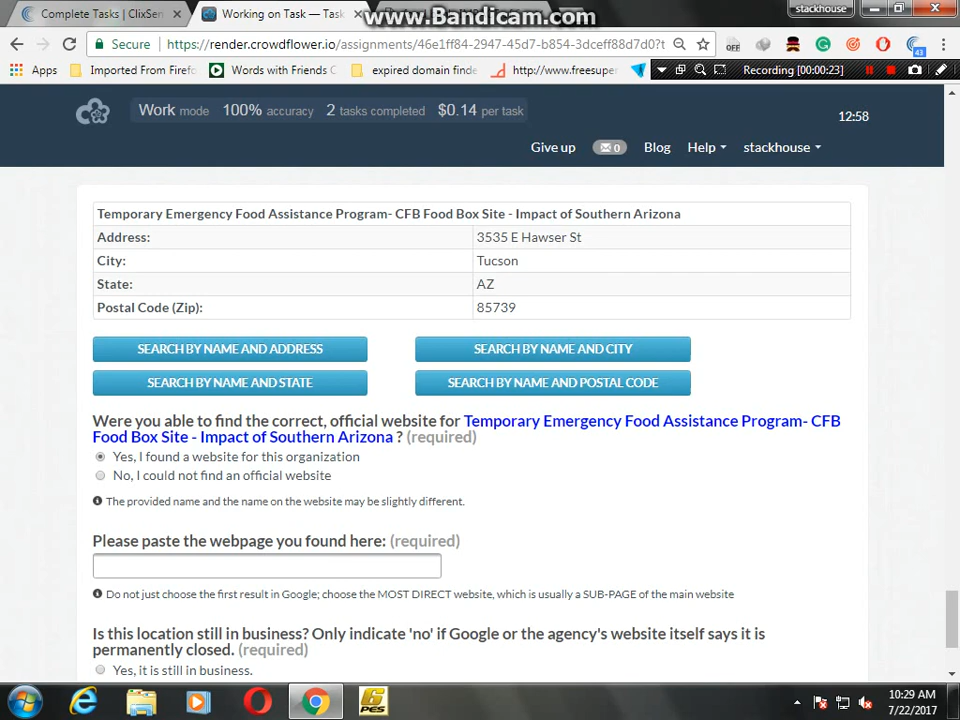 Complete Tasks | ClixSen
Working on Task — Task
www.Bandicam.com
stackhouse
Secure
https://render.crowdflower.io/assignments/46e1ff84-2947-45d7-b854-3dceff88d7d0?t
OFF
43
Apps
Imported From Firefo
Words with Friends C
expired domain finde
http://www.freesuper
Recording [00:00:23]
Work mode 100% accuracy 2 tasks completed $0.14 per task
12:58
Give up 0 Blog Help stackhouse
Temporary Emergency Food Assistance Program- CFB Food Box Site - Impact of Southern Arizona
Address: 3535 E Hawser St
City: Tucson
State: AZ
Postal Code (Zip): 85739
SEARCH BY NAME AND ADDRESS SEARCH BY NAME AND CITY
SEARCH BY NAME AND STATE SEARCH BY NAME AND POSTAL CODE
Were you able to find the correct, official website for Temporary Emergency Food Assistance Program- CFB
Food Box Site - Impact of Southern Arizona ? (required)
Yes, I found a website for this organization
No, I could not find an official website
The provided name and the name on the website may be slightly different.
Please paste the webpage you found here: (required)
Do not just choose the first result in Google; choose the MOST DIRECT website, which is usually a SUB-PAGE of the main website
Is this location still in business? Only indicate 'no' if Google or the agency's website itself says it is
permanently closed. (required)
Yes, it is still in business.
PES
10:29 AM
7/22/2017